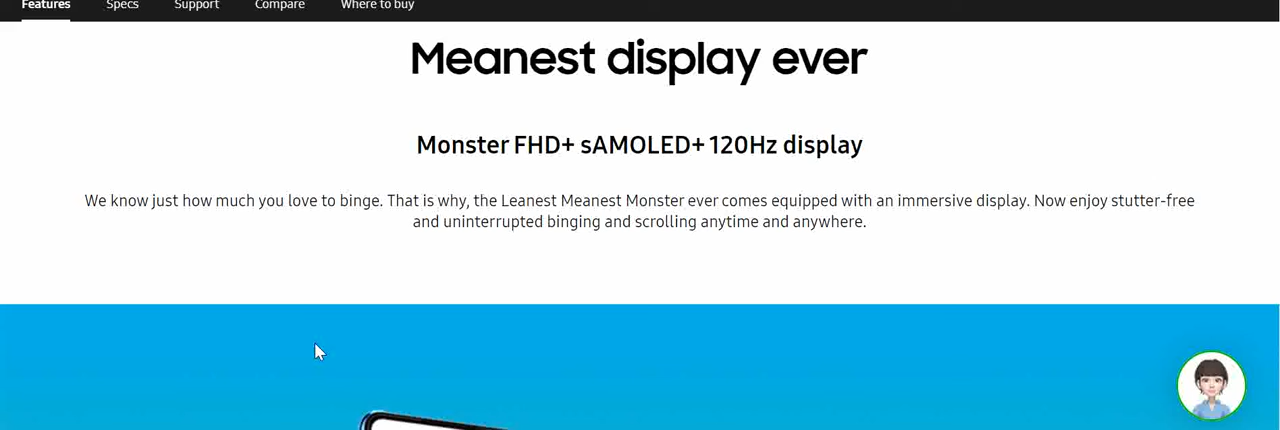 Features Specs Support Compare Where to buy
Meanest display ever
Monster FHD+ sAMOLED+ 120Hz display
We know just how much you love to binge. That is why, the Leanest Meanest Monster ever comes equipped with an immersive display. Now enjoy stutter-free
and uninterrupted binging and scrolling anytime and anywhere.